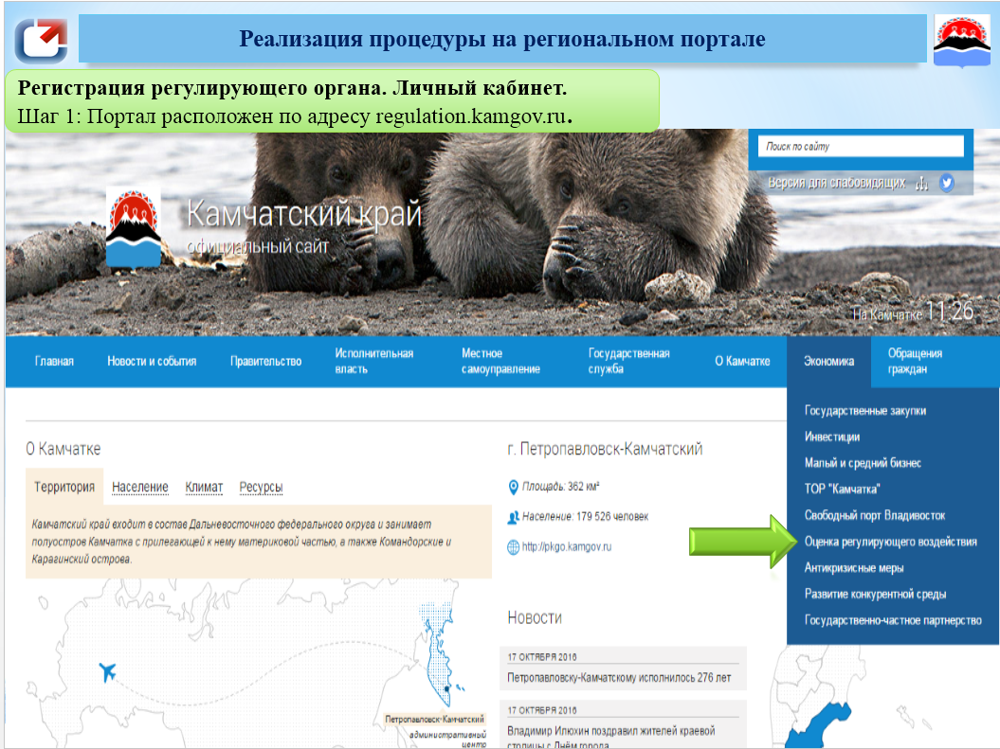 Реализация процедуры на региональном портале
Регистрация регулирующего органа. Личный кабинет.
Шаг 1: Портал расположен по адресу regulation.kamgov.ru.
Поиск по сайту
Версия для слабовидящих
Камчатский край
официальный сайт
На Камчатке 11:26
Главная
Новости и события
Правительство
Исполнительная
власть
Местное
самоуправление
Государственная
служба
О Камчатке
Экономика
Обращения
граждан
Государственные закупки
Инвестиции
Малый и средний бизнес
ТОР "Камчатка"
Свободный порт Владивосток
Оценка регулирующего воздействия
Антикризисные меры
Развитие конкурентной среды
Государственно-частное партнерство
О Камчатке
Территория Население Климат Ресурсы
Камчатский край входит в состав Дальневосточного федерального округа и занимает
полуостров Камчатка с прилегающей к нему материковой частью, а также Командорские и
Карагинский острова.
Петропавловск-Камчатский
административный
центр
г. Петропавловск-Камчатский
Площадь: 362 км²
Население: 179 526 человек
http://pkgo.kamgov.ru
Новости
17 ОКТЯБРЯ 2016
Петропавловску-Камчатскому исполнилось 276 лет
17 ОКТЯБРЯ 2016
Владимир Илюхин поздравил жителей краевой
столицы с Днём города